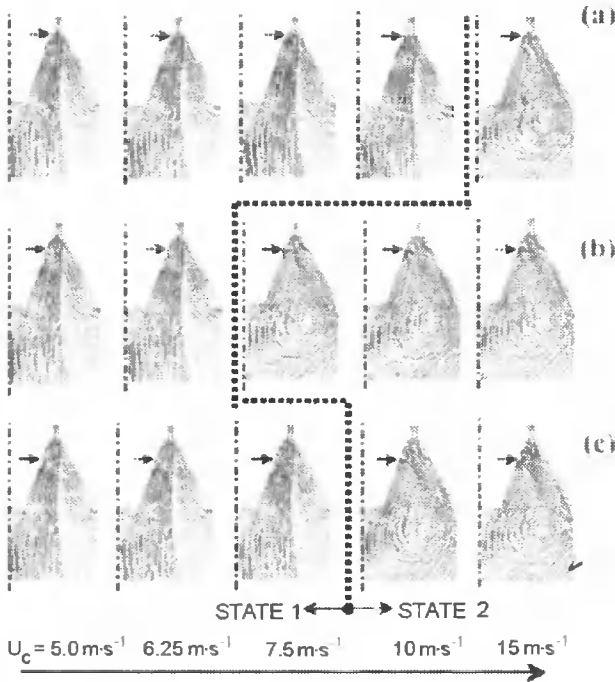 (a)
(b)
(c)
STATE 1 STATE 2
U_C = 5.0 m·s⁻¹ 6.25 m·s⁻¹ 7.5 m·s⁻¹ 10 m·s⁻¹ 15 m·s⁻¹